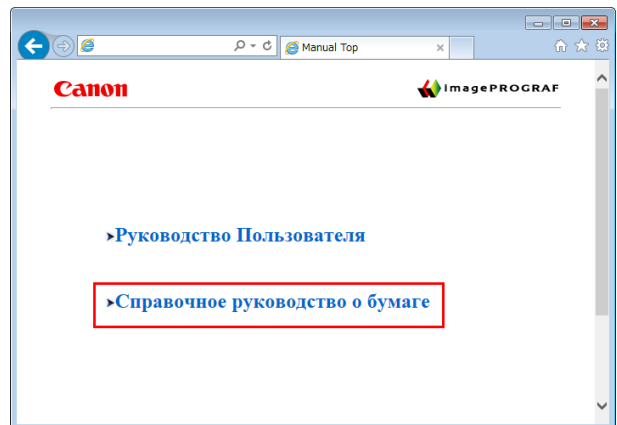 Manual Top
Canon
imagePROGRAF
Руководство Пользователя
Справочное руководство о бумаге